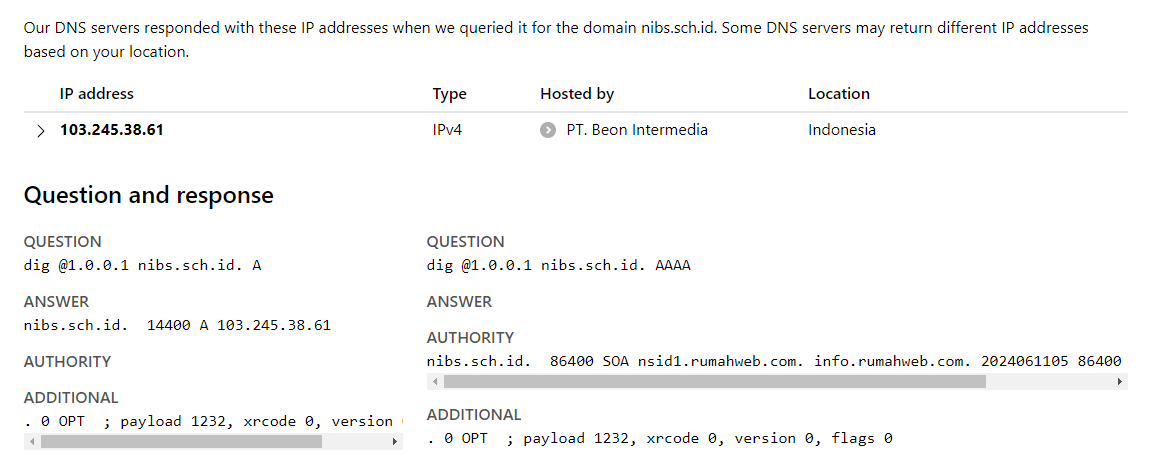 Our DNS servers responded with these IP addresses when we queried it for the domain nibs.sch.id. Some DNS servers may return different IP addresses
based on your location.
IP address Type Hosted by Location
103.245.38.61 IPv4 PT. Beon Intermedia Indonesia
Question and response
QUESTION
dig @1.0.0.1 nibs.sch.id. A
ANSWER
nibs.sch.id. 14400 A 103.245.38.61
AUTHORITY
ADDITIONAL
. 0 OPT ; payload 1232, xrcode 0, version
QUESTION
dig @1.0.0.1 nibs.sch.id. AAAA
ANSWER
AUTHORITY
nibs.sch.id. 86400 SOA nsid1.rumahweb.com. info.rumahweb.com. 2024061105 86400
ADDITIONAL
. 0 OPT ; payload 1232, xrcode 0, version 0, flags 0